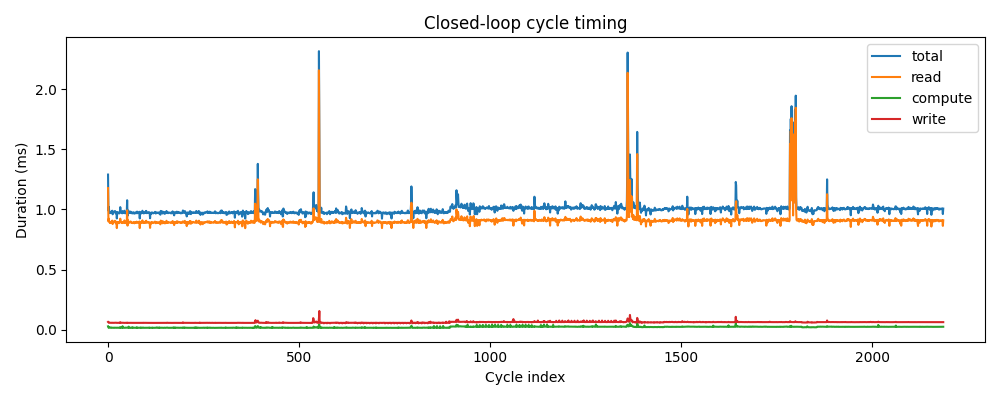 Closed-loop cycle timing
total
read
compute
write
Duration (ms)
2.0
1.5
1.0
0.5
0.0
0 500 1000 1500 2000
Cycle index